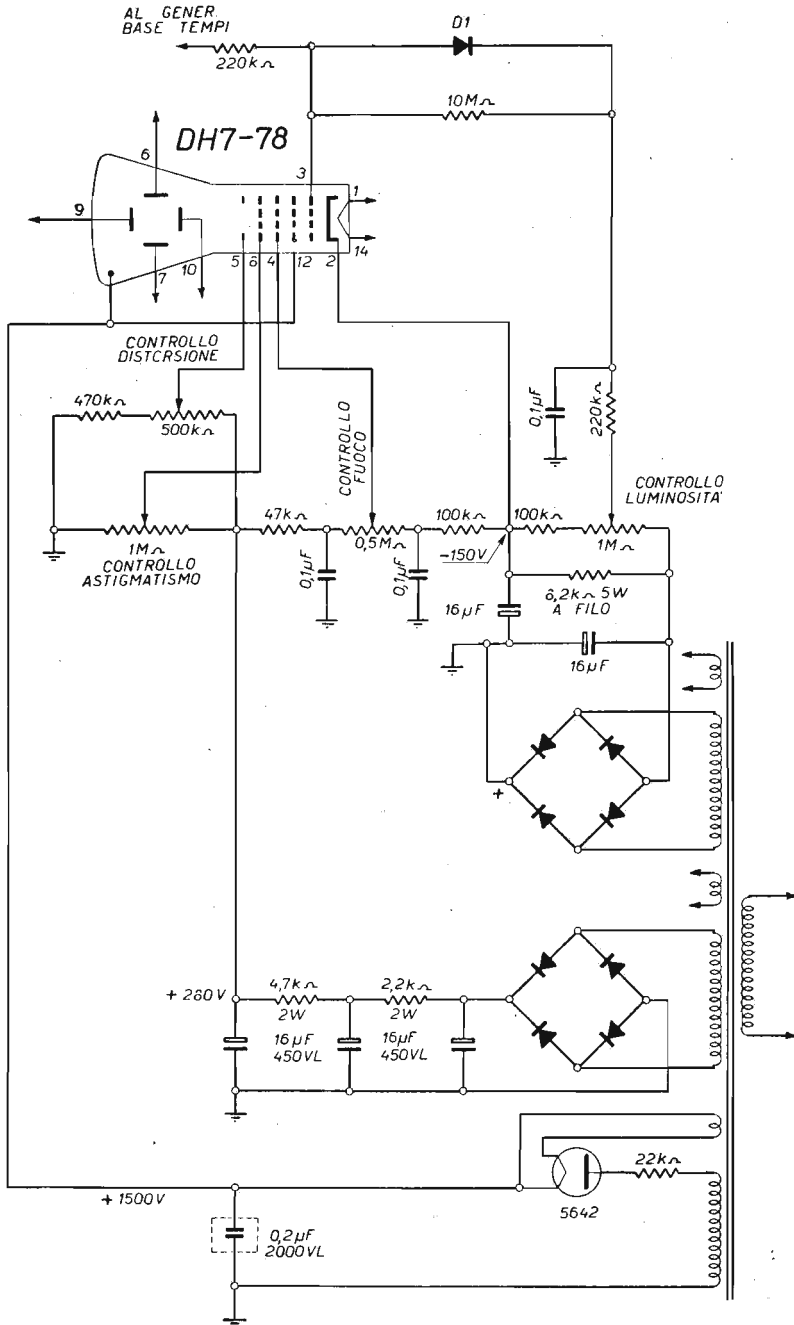 AL GENER.
BASE TEMPI
220kΩ
D1
10MΩ
DH7-78
6
3
1
9
14
7
10
5
6
4
12
2
CONTROLLO
DISTCRSIONE
470kΩ
500kΩ
CONTROLLO
FUOCO
0,1µF
220kΩ
CONTROLLO
LUMINOSITA'
47kΩ
100kΩ
100kΩ
1MΩ
0,5MΩ
1MΩ
CONTROLLO
ASTIGMATISMO
0,1µF
0,1µF
-150V
16µF
8,2kΩ 5W
A FILO
16µF
+
+260V
4,7kΩ
2W
2,2kΩ
2W
16µF
450VL
16µF
450VL
22kΩ
5642
+1500V
0,2µF
2000VL